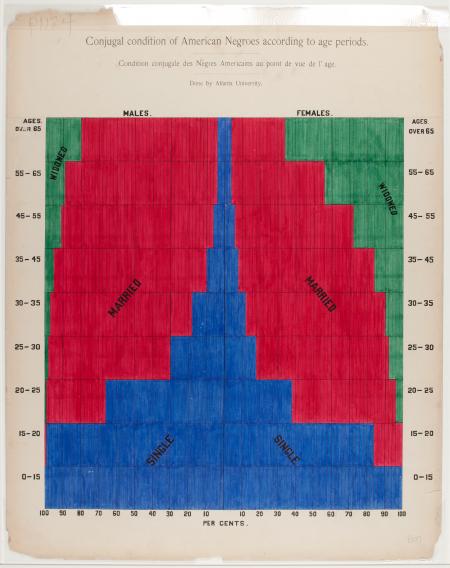 Conjugal condition of American Negroes according to age periods.
Condition conjugale des Nègres Americains au point de vue de l'age.
Done by Atlanta University.
MALES. FEMALES.
AGES. AGES.
OVER 65 OVER 65
WIDOWED WIDOWED
55-65 55-65
45-55 45-55
35-45 35-45
MARRIED MARRIED
30-35 30-35
25-30 25-30
20-25 20-25
15-20 15-20
SINGLE SINGLE
0-15 0-15
100 90 80 70 60 50 40 30 20 10 10 20 30 40 50 60 70 80 90 100
PER CENTS.